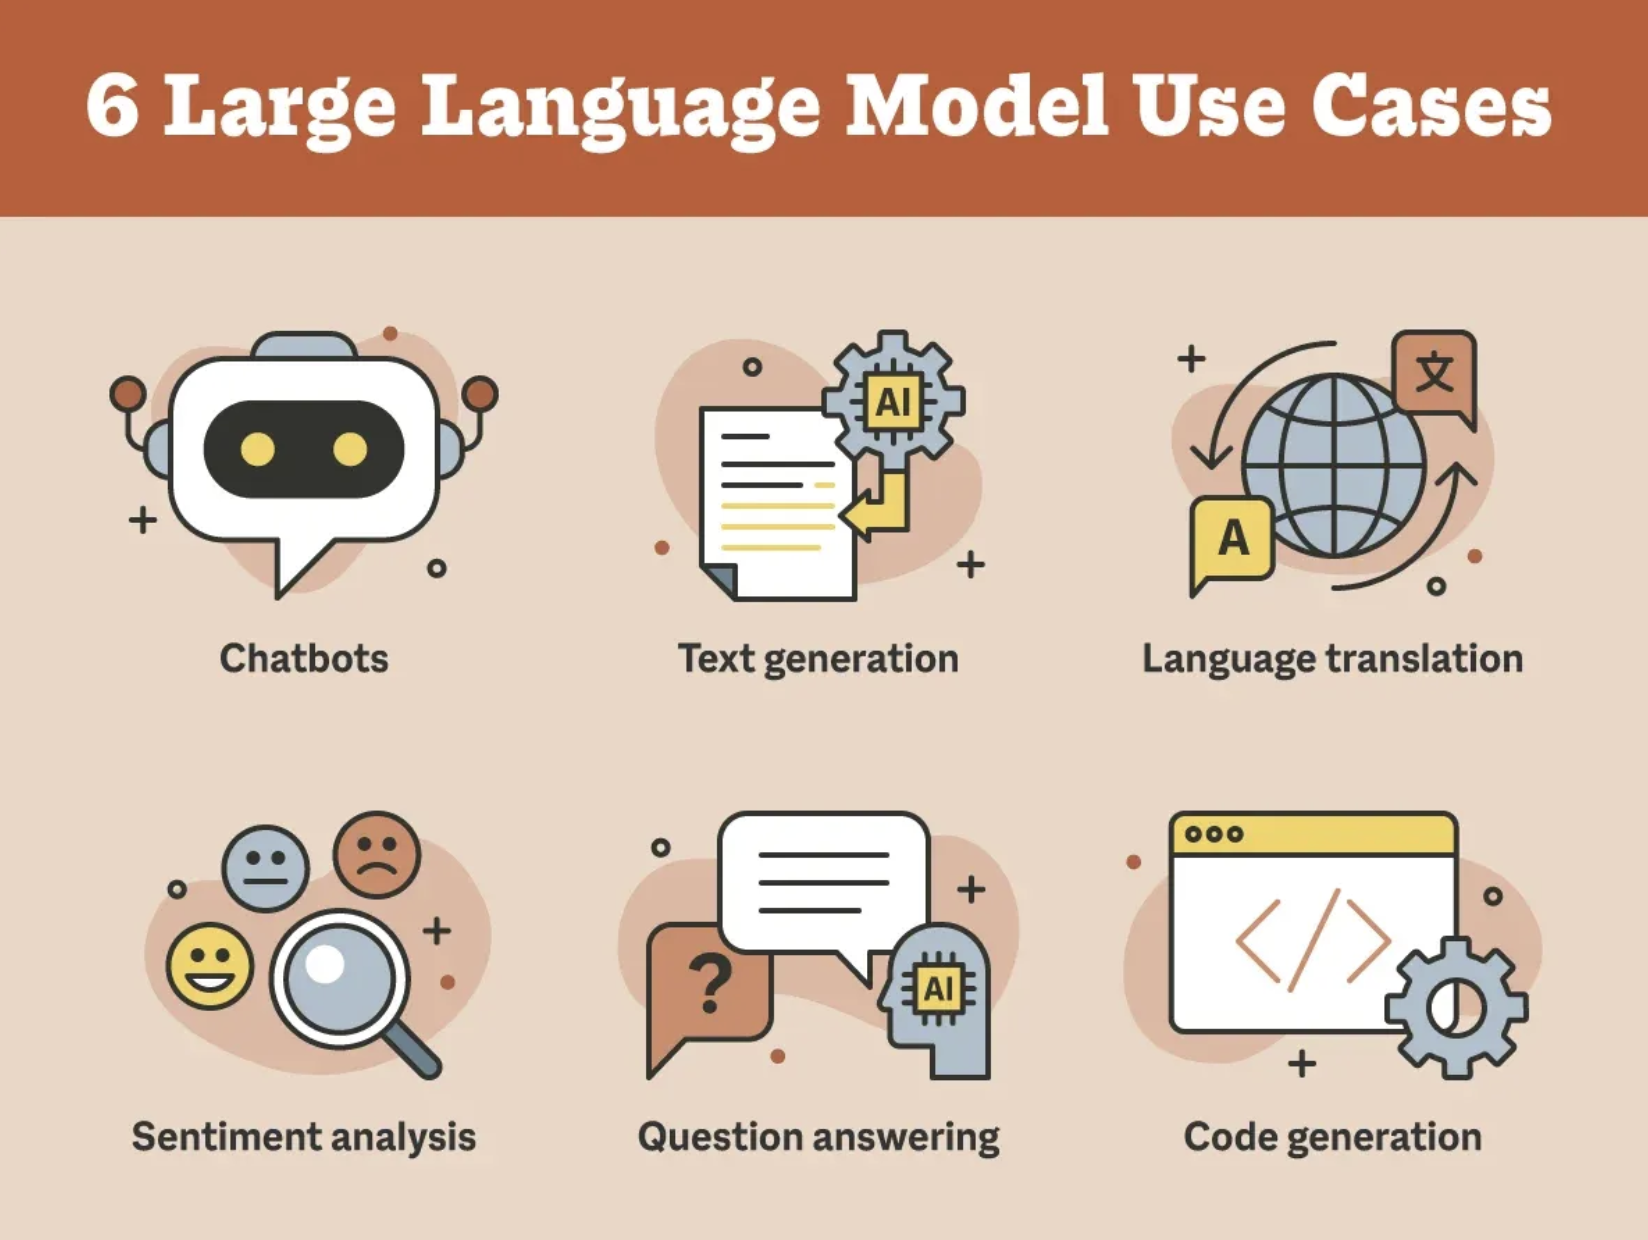 6 Large Language Model Use Cases
AI
文
A
Chatbots
Text generation
Language translation
?
AI
</>
Sentiment analysis
Question answering
Code generation